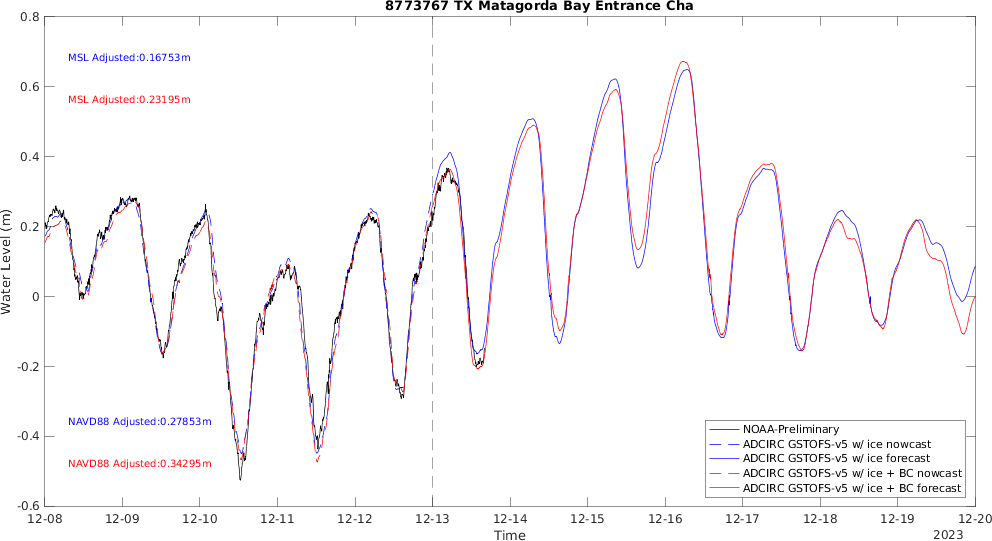 8773767 TX Matagorda Bay Entrance Cha
0.8
0.6
0.4
0.2
0
-0.2
-0.4
-0.6
Water Level (m)
MSL Adjusted:0.16753m
MSL Adjusted:0.23195m
NAVD88 Adjusted:0.27853m
NAVD88 Adjusted:0.34295m
NOAA-Preliminary
ADCIRC GSTOFS-v5 w/ ice nowcast
ADCIRC GSTOFS-v5 w/ ice forecast
ADCIRC GSTOFS-v5 w/ ice + BC nowcast
ADCIRC GSTOFS-v5 w/ ice + BC forecast
12-08 12-09 12-10 12-11 12-12 12-13 12-14 12-15 12-16 12-17 12-18 12-19 12-20
Time
2023